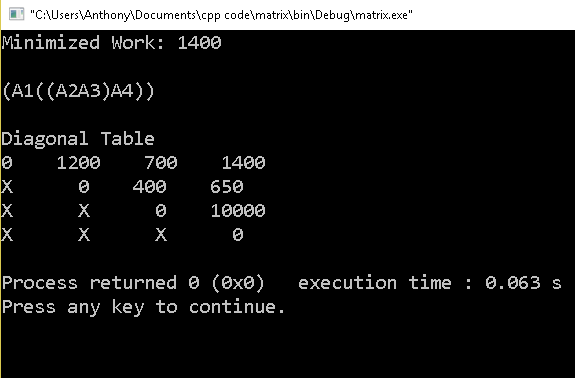 "C:\Users\Anthony\Documents\cpp code\matrix\bin\Debug\matrix.exe"
Minimized Work: 1400
(A1((A2A3)A4))
Diagonal Table
0 1200 700 1400
X 0 400 650
X X 0 10000
X X X 0
Process returned 0 (0x0) execution time : 0.063 s
Press any key to continue.